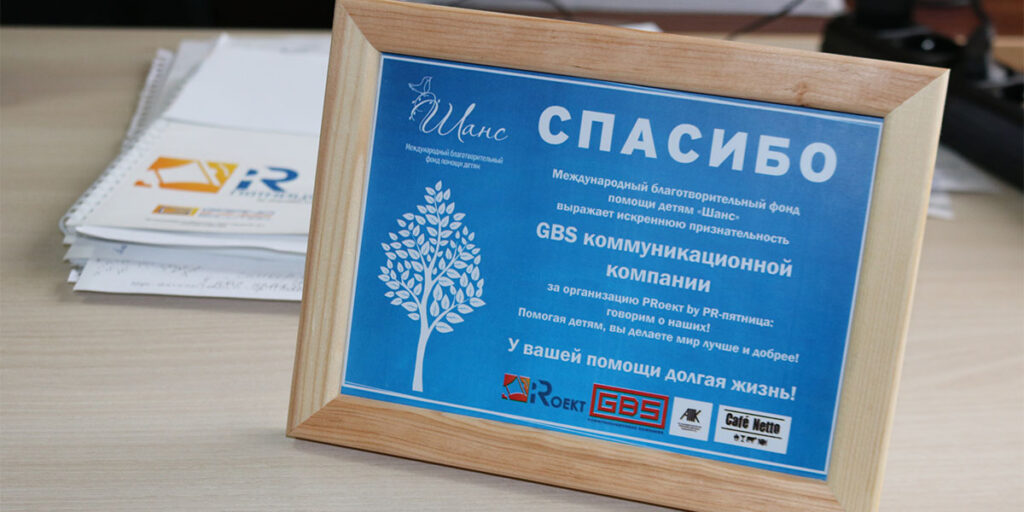 Шанс
Международный благотворительный
фонд помощи детям
СПАСИБО
Международный благотворительный фонд
помощи детям «Шанс»
выражает искреннюю признательность
GBS коммуникационной
компании
за организацию PRоект by PR-пятница:
говорим о наших!
Помогая детям, вы делаете мир лучше и добрее!
У вашей помощи долгая жизнь!
PRоект
GBS
Café Netto